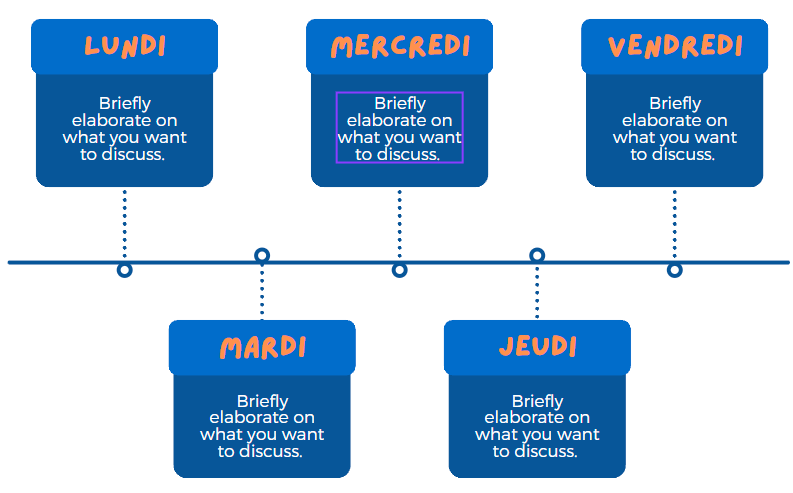 LUNDI
Briefly
elaborate on
what you want
to discuss.
MERCREDI
Briefly
elaborate on
what you want
to discuss.
VENDREDI
Briefly
elaborate on
what you want
to discuss.
MARDI
Briefly
elaborate on
what you want
to discuss.
JEUDI
Briefly
elaborate on
what you want
to discuss.